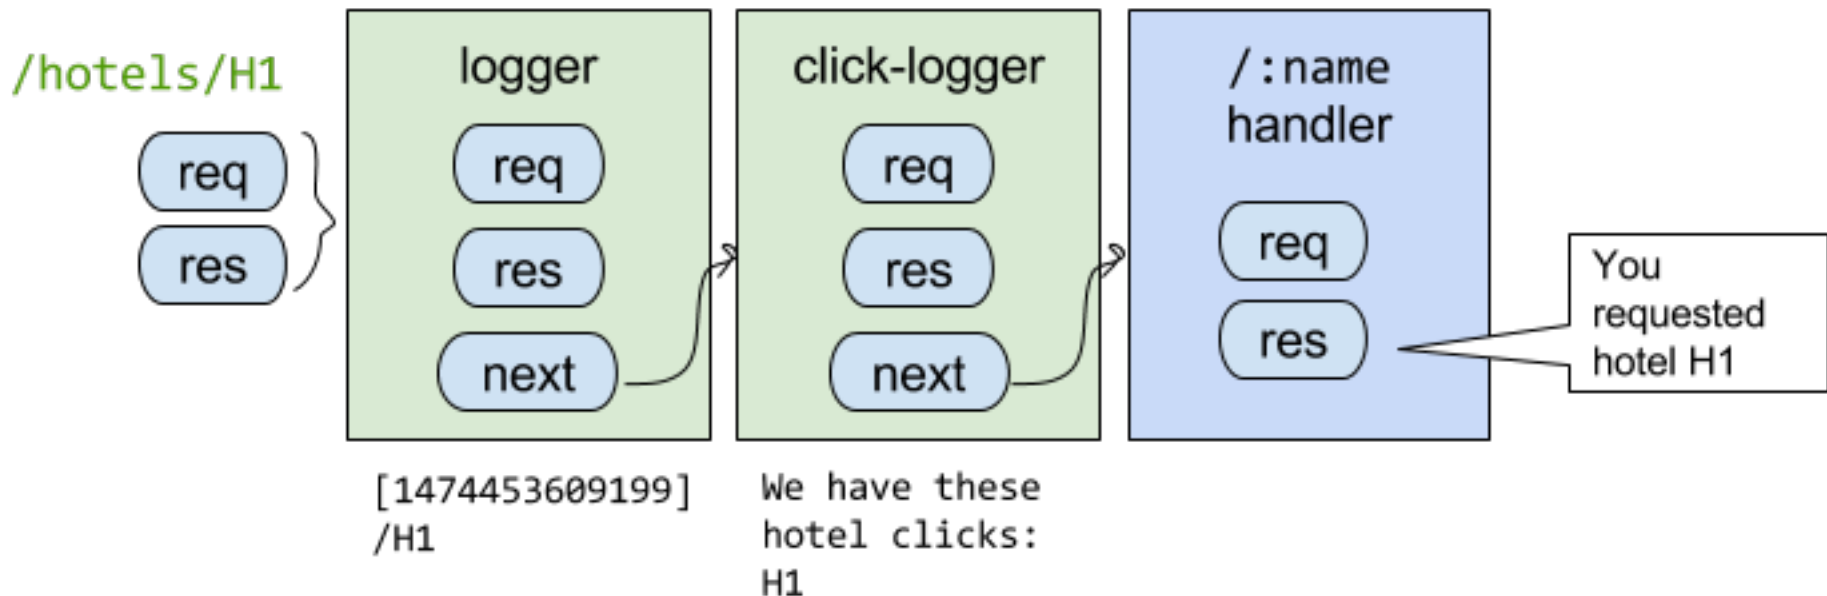 /hotels/H1
req
res
logger
req
res
next
[1474453609199]
/H1
click-logger
req
res
next
We have these
hotel clicks:
H1
/:name
handler
req
res
You
requested
hotel H1